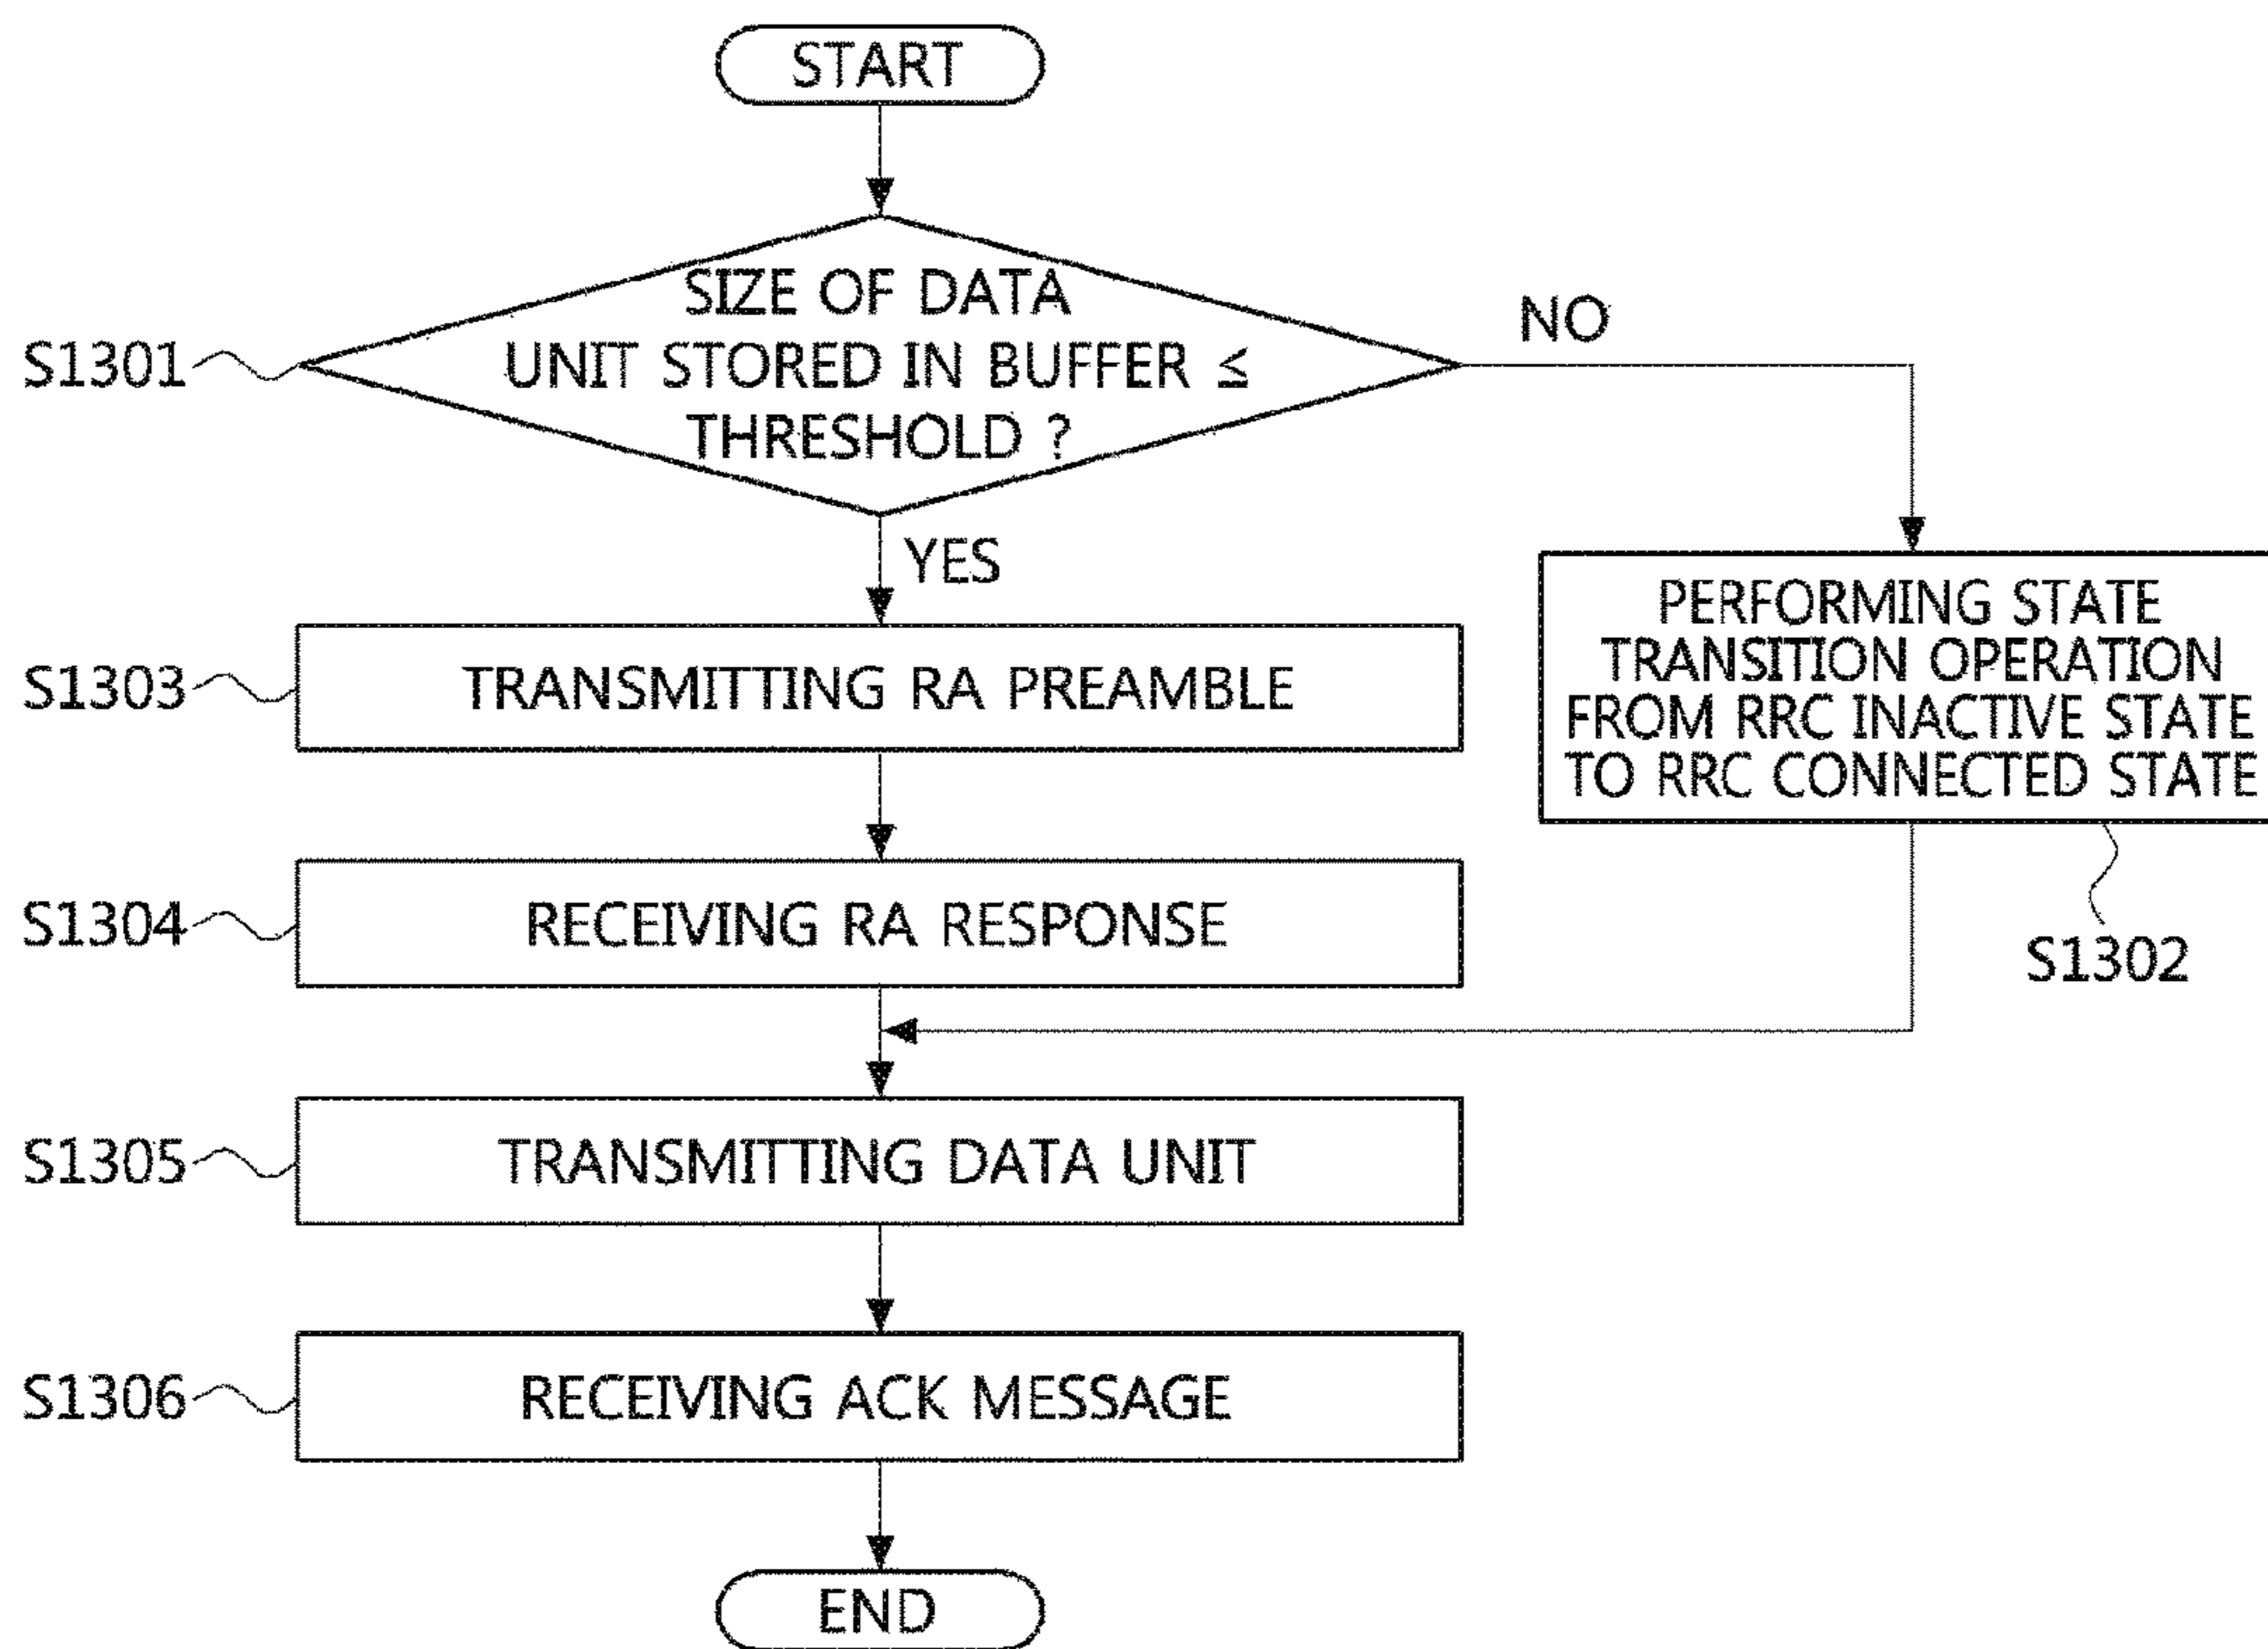 START
SIZE OF DATA
UNIT STORED IN BUFFER ≤
THRESHOLD ?
S1301
NO
YES
PERFORMING STATE
TRANSITION OPERATION
FROM RRC INACTIVE STATE
TO RRC CONNECTED STATE
S1302
S1303
TRANSMITTING RA PREAMBLE
S1304
RECEIVING RA RESPONSE
S1305
TRANSMITTING DATA UNIT
S1306
RECEIVING ACK MESSAGE
END